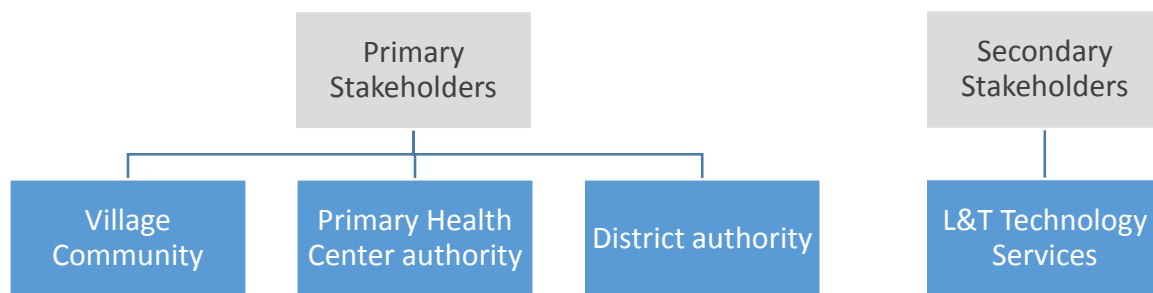 Primary
Stakeholders
Secondary
Stakeholders
Village
Community
Primary Health
Center authority
District authority
L&T Technology
Services